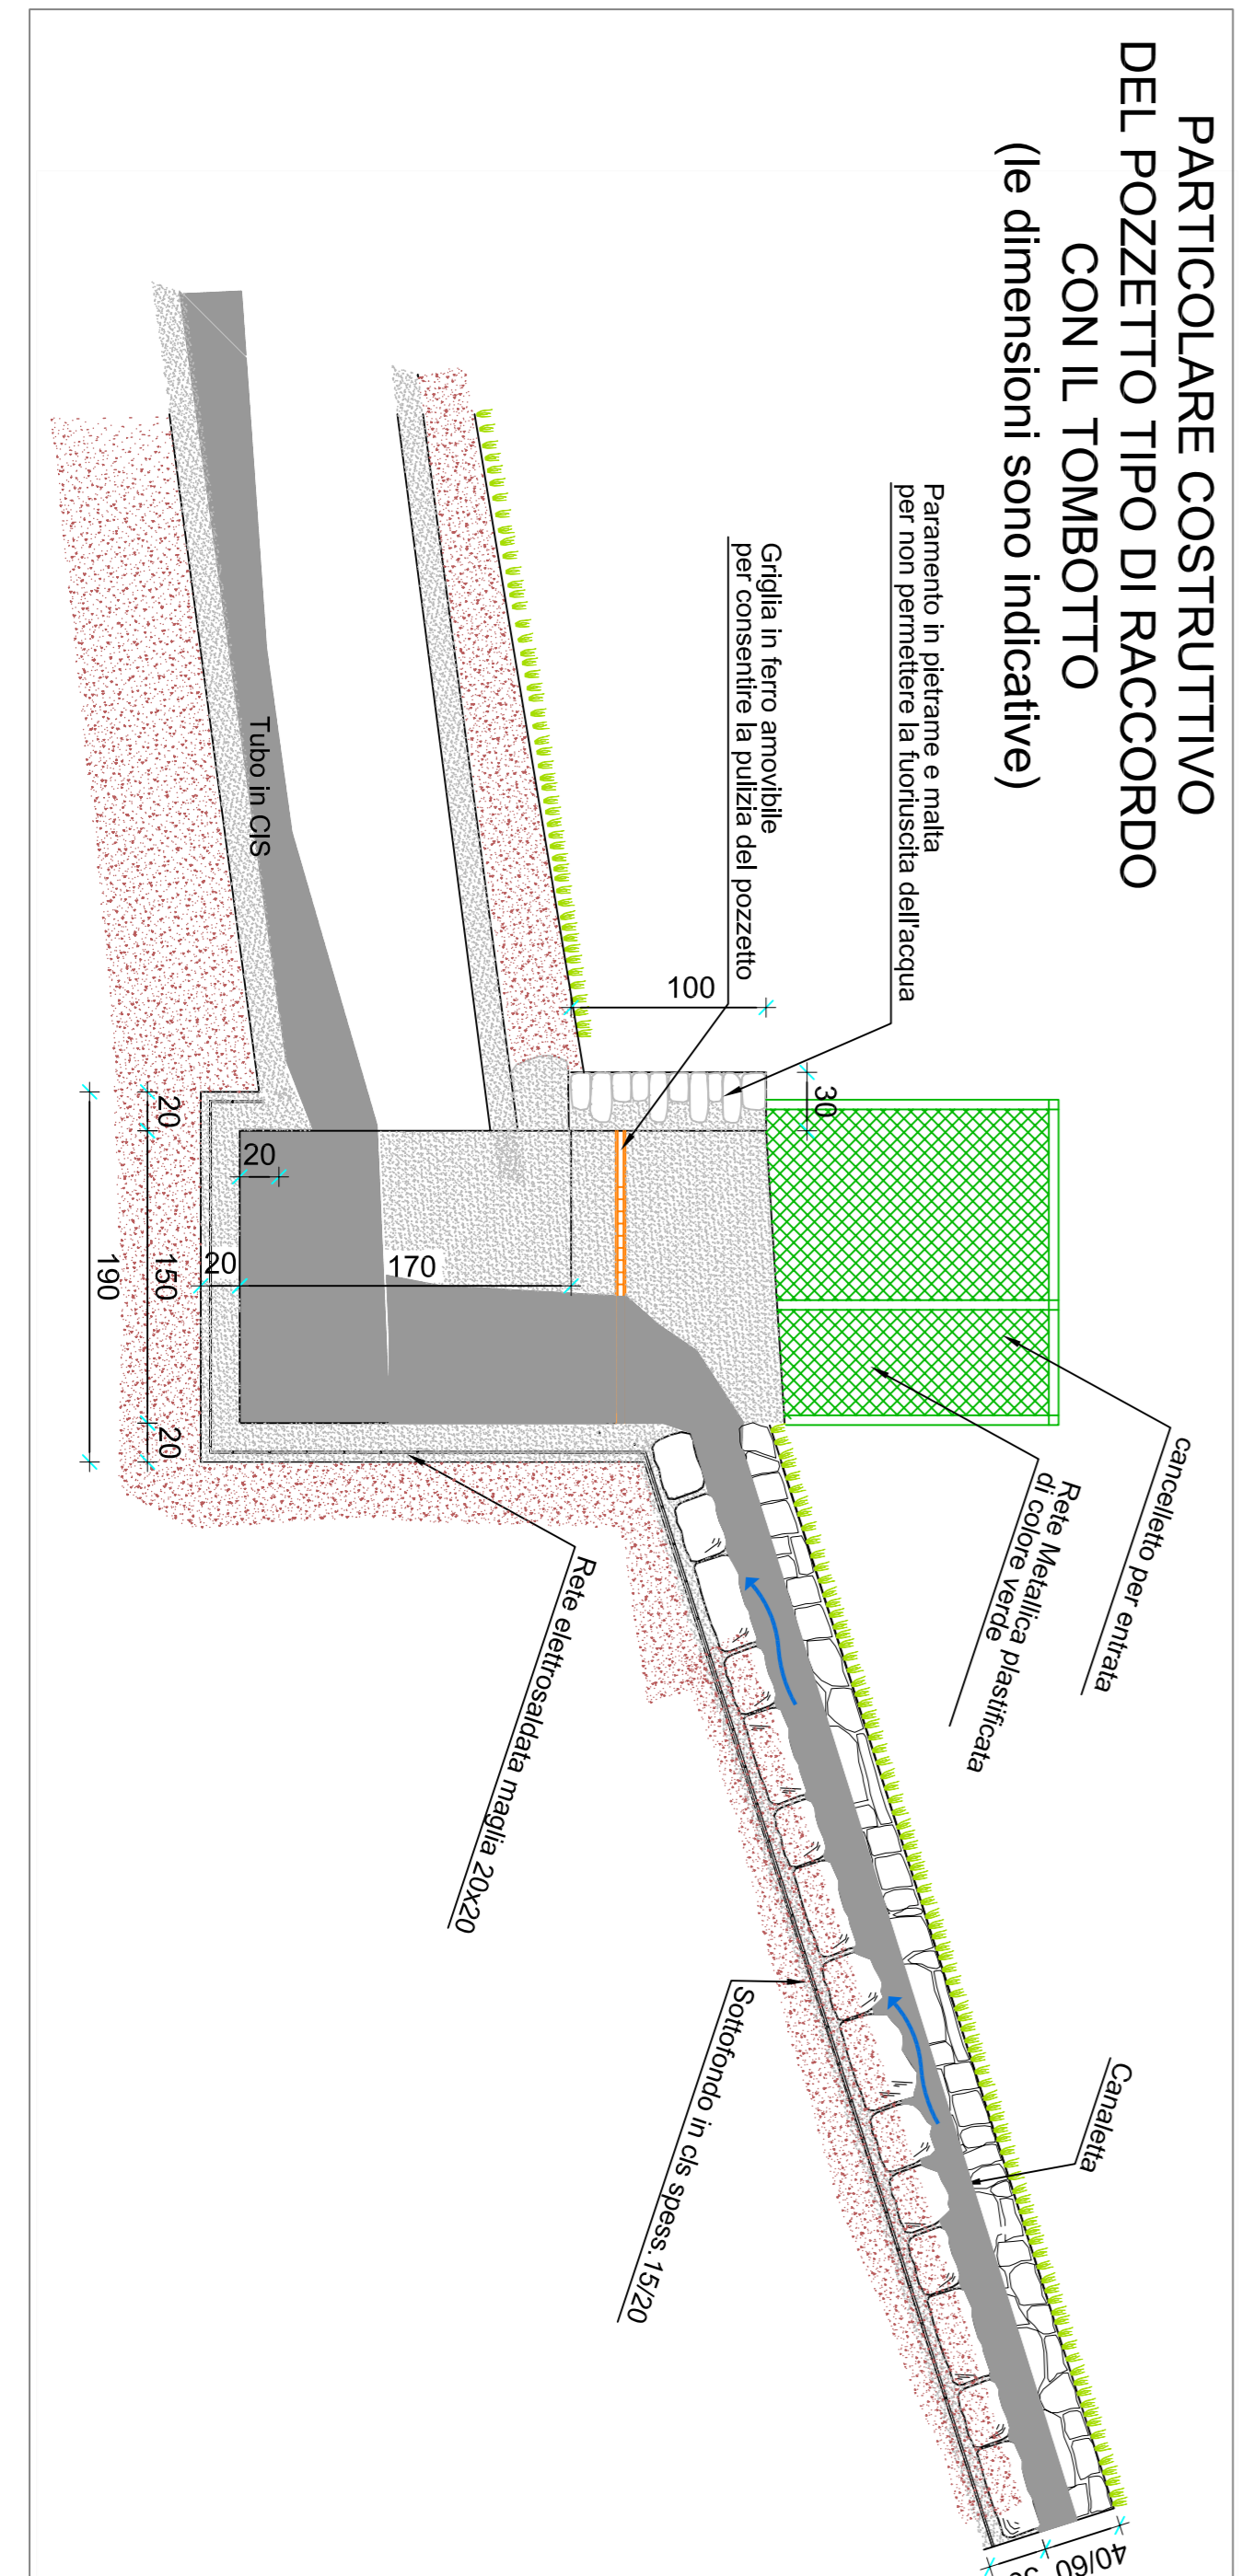 PARTICOLARE COSTRUTTIVO
DEL POZZETTO TIPO DI RACCORDO
CON IL TOMBOTTO
(le dimensioni sono indicative)
Paramento in pietrame e malta
per non permettere la fuoriuscita dell'acqua
Griglia in ferro amovibile
per consentire la pulizia del pozzetto
Tubo in ClS
100
30
20
20
150
20
170
190
20
cancelletto per entrata
Rete Metallica plastificata
di colore verde
Rete elettrosaldata maglia 20x20
Sottofondo in cls spess. 15/20
Canaletta
40/60